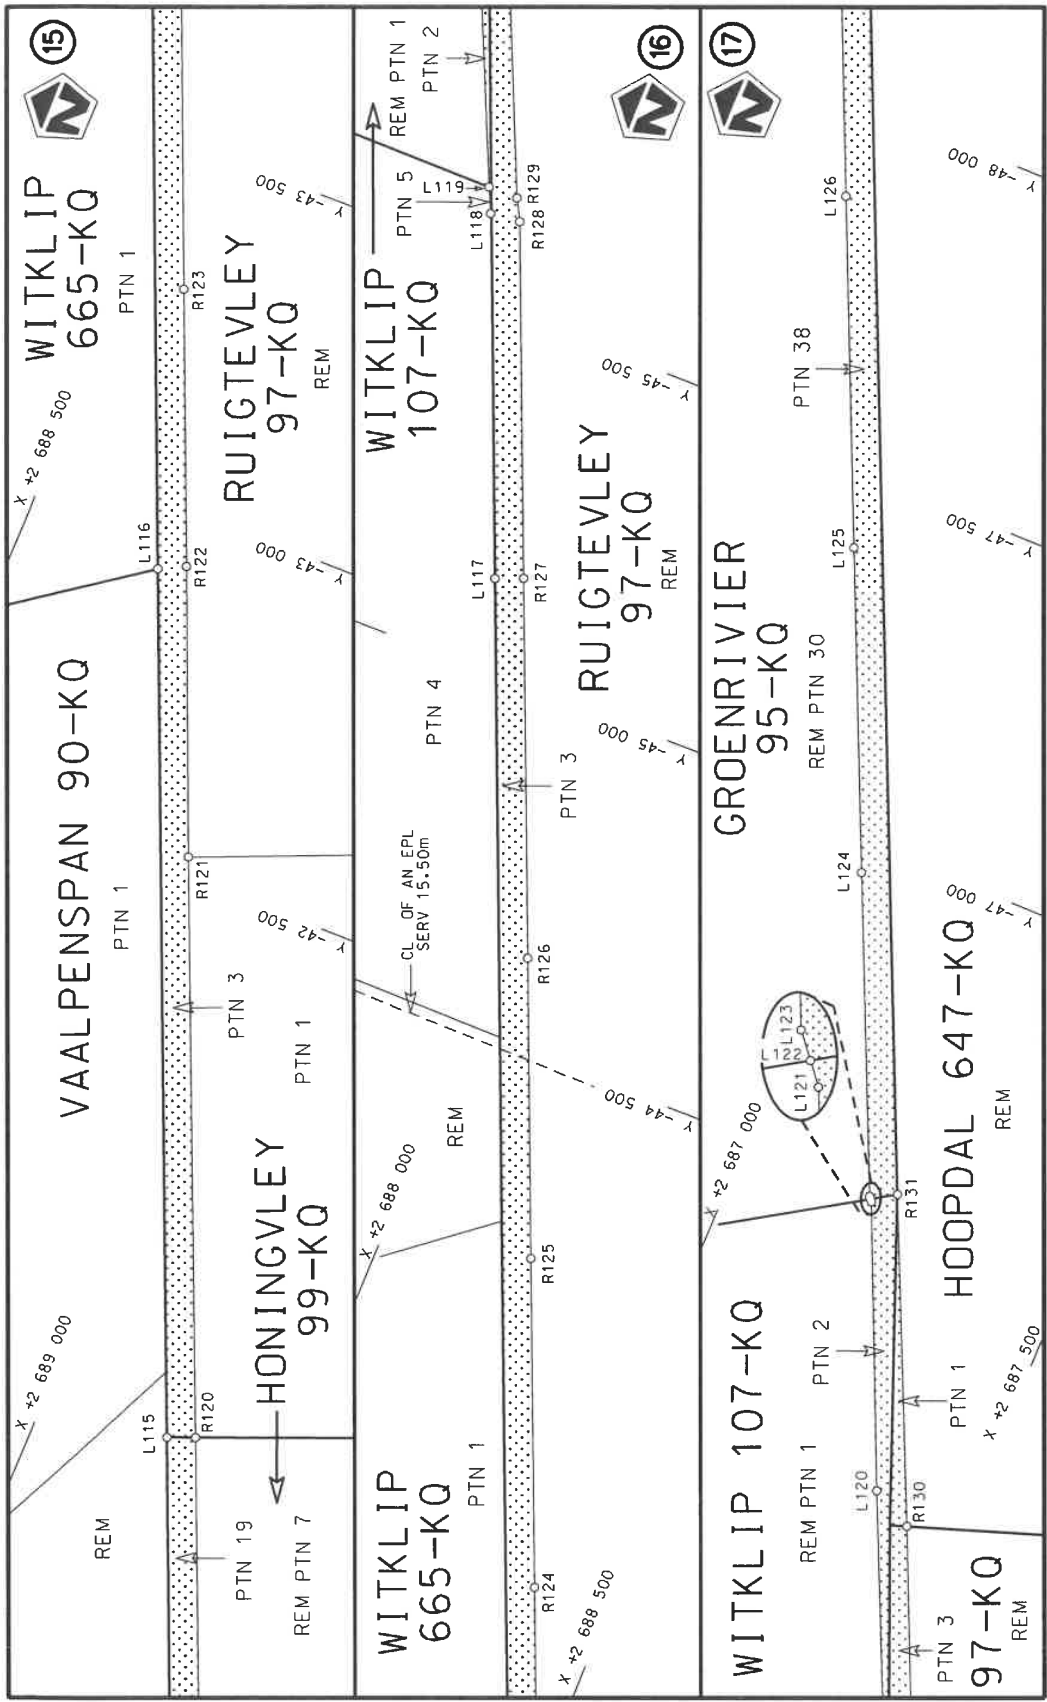 15
N
WITKLIP
665-KQ
PTN 1
X +2 688 500
L116
VAALPENSPAN 90-KQ
PTN 1
X +2 689 000
L115
REM
R123
Y -43 500
RUIGTEVLEY
97-KQ
REM
R122
Y -43 000
R121
Y -42 500
PTN 3
PTN 1
HONINGVLEY
99-KQ
R120
PTN 19
REM PTN 7
16
N
REM PTN 1
PTN 2
WITKLIP
107-KQ
PTN 5
L119
L118
R129
R128
L117
R127
Y -45 500
RUIGTEVLEY
97-KQ
REM
PTN 4
PTN 3
Y -45 000
CL OF AN EPL
SERV 15.50m
R126
Y -44 500
REM
X +2 688 000
R125
WITKLIP
665-KQ
PTN 1
R124
X +2 688 500
17
N
L126
Y -48 000
PTN 38
L125
Y -47 500
GROENRIVIER
95-KQ
REM PTN 30
L124
Y -47 000
L123
L122
L121
X +2 687 000
R131
HOOPDAL 647-KQ
REM
WITKLIP 107-KQ
REM PTN 1
PTN 2
PTN 1
X +2 687 500
L120
R130
PTN 3
97-KQ
REM